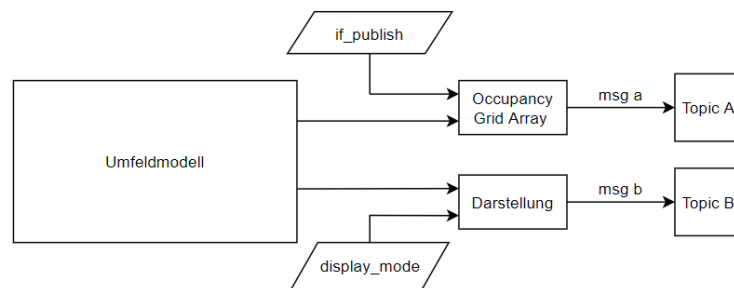 if_publish
Umfeldmodell
Occupancy
Grid Array
msg a
Topic A
Darstellung
msg b
Topic B
display_mode